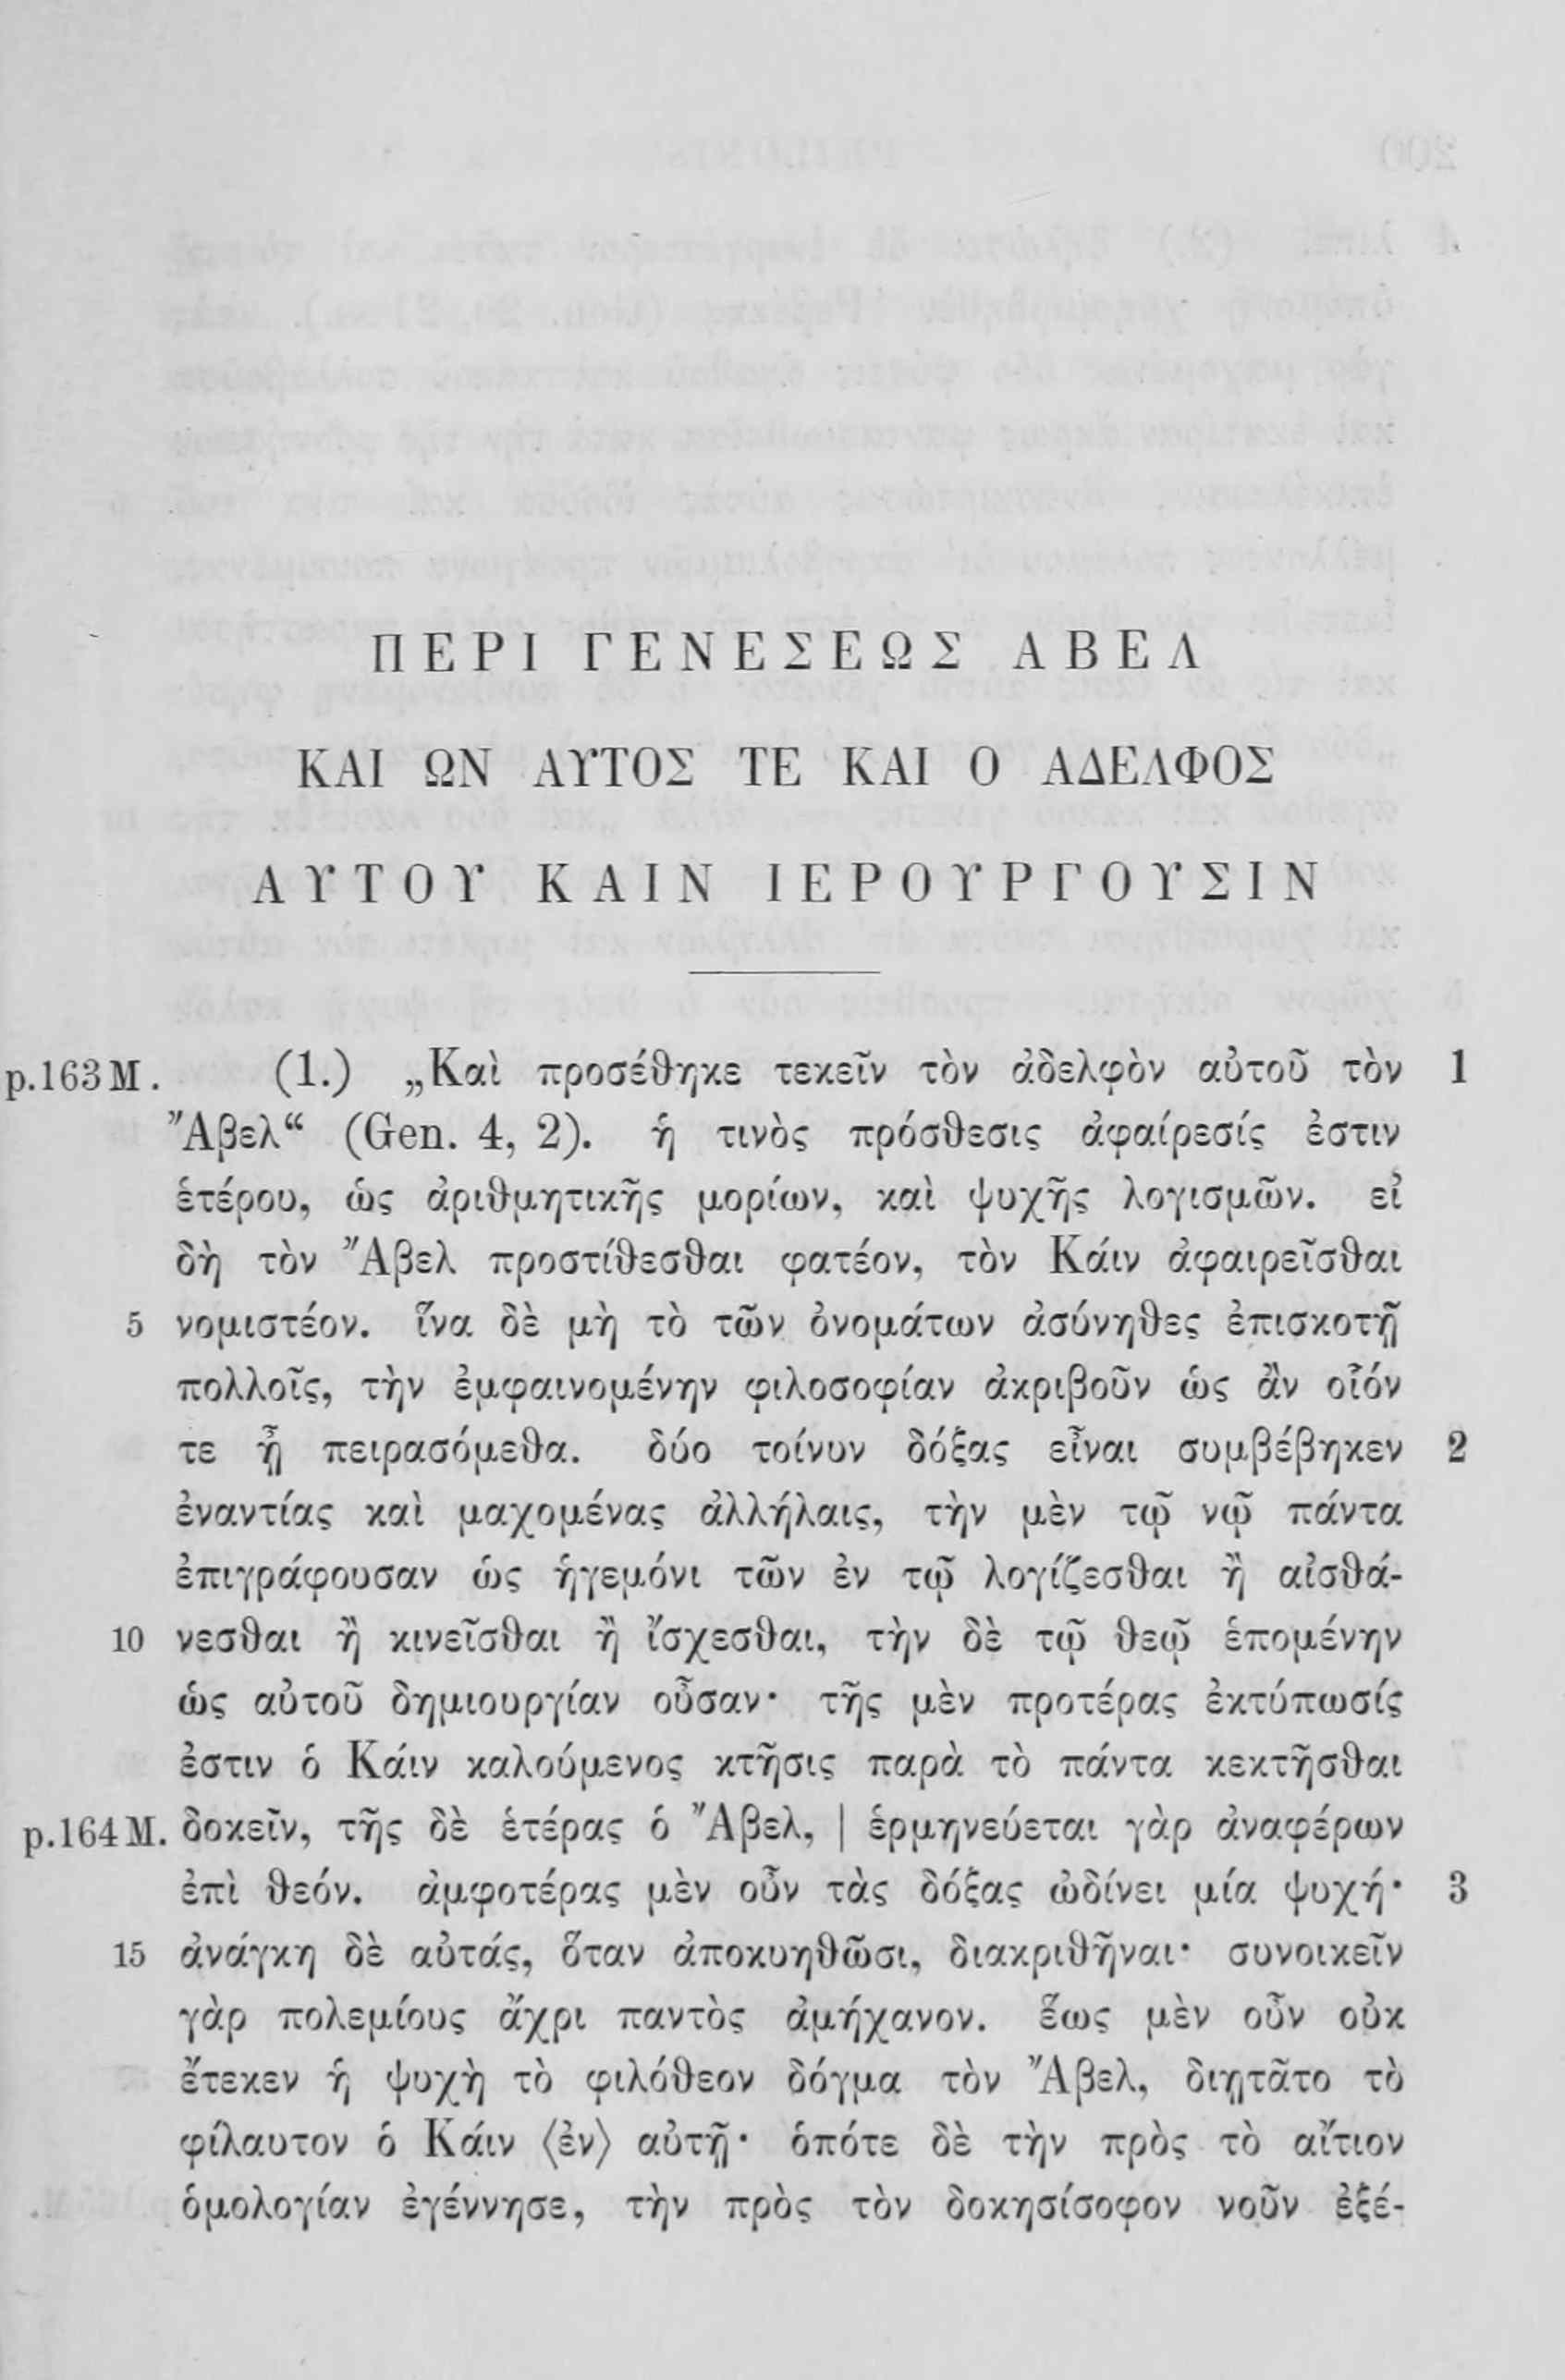 ΠΕΡΙ ΓΕΝΕΣΕΩΣ ΑΒΕΛ
ΚΑΙ ΩΝ ΑΥΤΟΣ ΤΕ ΚΑΙ Ο ΑΔΕΛΦΟΣ
ΑΥΤΟΥ ΚΑΙΝ ΙΕΡΟΥΡΓΟΥΣΙΝ
p.163 M. (1.) „Καὶ προσέθηκε τεκεῖν τὸν ἀδελφὸν αὐτοῦ τὸν 1
Ἄβελ“ (Gen. 4, 2). ἡ τινὸς πρόσθεσις ἀφαίρεσίς ἐστιν
ἑτέρου, ὡς ἀριθμητικῆς μορίων, καὶ ψυχῆς λογισμῶν. εἰ
δὴ τὸν Ἄβελ προστίθεσθαι φατέον, τὸν Κάιν ἀφαιρεῖσθαι
5 νομιστέον. ἵνα δὲ μὴ τὸ τῶν ὀνομάτων ἀσύνηθες ἐπισκοτῇ
πολλοῖς, τὴν ἐμφαινομένην φιλοσοφίαν ἀκριβοῦν ὡς ἂν οἷόν
τε ᾖ πειρασόμεθα. δύο τοίνυν δόξας εἶναι συμβέβηκεν 2
ἐναντίας καὶ μαχομένας ἀλλήλαις, τὴν μὲν τῷ νῷ πάντα
ἐπιγράφουσαν ὡς ἡγεμόνι τῶν ἐν τῷ λογίζεσθαι ἢ αἰσθά-
10 νεσθαι ἢ κινεῖσθαι ἢ ἴσχεσθαι, τὴν δὲ τῷ θεῷ ἑπομένην
ὡς αὐτοῦ δημιουργίαν οὖσαν· τῆς μὲν προτέρας ἐκτύπωσίς
ἐστιν ὁ Κάιν καλούμενος κτῆσις παρὰ τὸ πάντα κεκτῆσθαι
p.164 M. δοκεῖν, τῆς δὲ ἑτέρας ὁ Ἄβελ, | ἑρμηνεύεται γὰρ ἀναφέρων
ἐπὶ θεόν. ἀμφοτέρας μὲν οὖν τὰς δόξας ὠδίνει μία ψυχή· 3
15 ἀνάγκη δὲ αὐτάς, ὅταν ἀποκυηθῶσι, διακριθῆναι· συνοικεῖν
γὰρ πολεμίους ἄχρι παντὸς ἀμήχανον. ἕως μὲν οὖν οὐκ
ἔτεκεν ἡ ψυχὴ τὸ φιλόθεον δόγμα τὸν Ἄβελ, διῃτᾶτο τὸ
φίλαυτον ὁ Κάιν ⟨ἐν⟩ αὐτῇ· ὁπότε δὲ τὴν πρὸς τὸ αἴτιον
ὁμολογίαν ἐγέννησε, τὴν πρὸς τὸν δοκησίσοφον νοῦν ἐξέ-